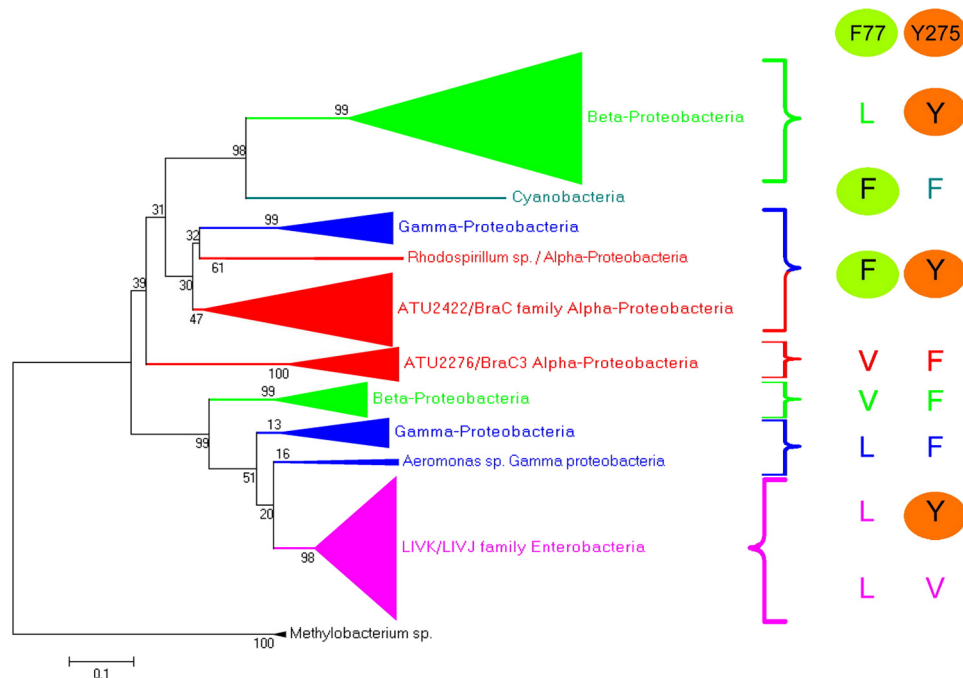 F77 Y275
99
Beta-Proteobacteria
L Y
98
Cyanobacteria
F F
31
99
Gamma-Proteobacteria
32
61
Rhodospirillum sp./ Alpha-Proteobacteria
F Y
39
30
47
ATU2422/BraC family Alpha-Proteobacteria
100
ATU2276/BraC3 Alpha-Proteobacteria
V F
99
Beta-Proteobacteria
V F
99
13
Gamma-Proteobacteria
L F
16
Aeromonas sp. Gamma proteobacteria
51
20
L Y
98
LIVK/LIVJ family Enterobacteria
L V
100
Methylobacterium sp.
0.1